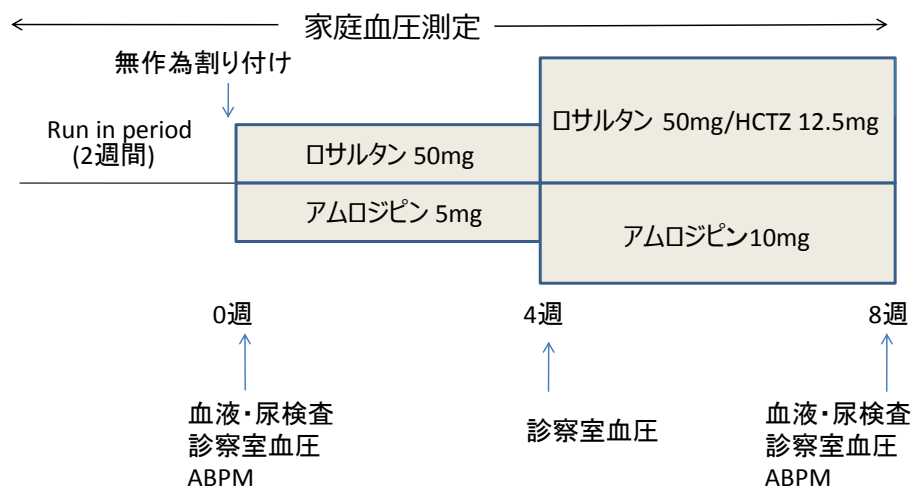 家庭血圧測定
無作為割り付け
Run in period
(2週間)
ロサルタン 50mg
ロサルタン 50mg/HCTZ 12.5mg
アムロジピン 5mg
アムロジピン10mg
0週
4週
8週
血液・尿検査
診察室血圧
ABPM
診察室血圧
血液・尿検査
診察室血圧
ABPM